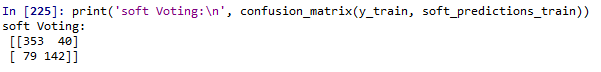 In [225]: print('soft Voting:\n', confusion_matrix(y_train, soft_predictions_train))
soft Voting:
[[353 40]
[ 79 142]]